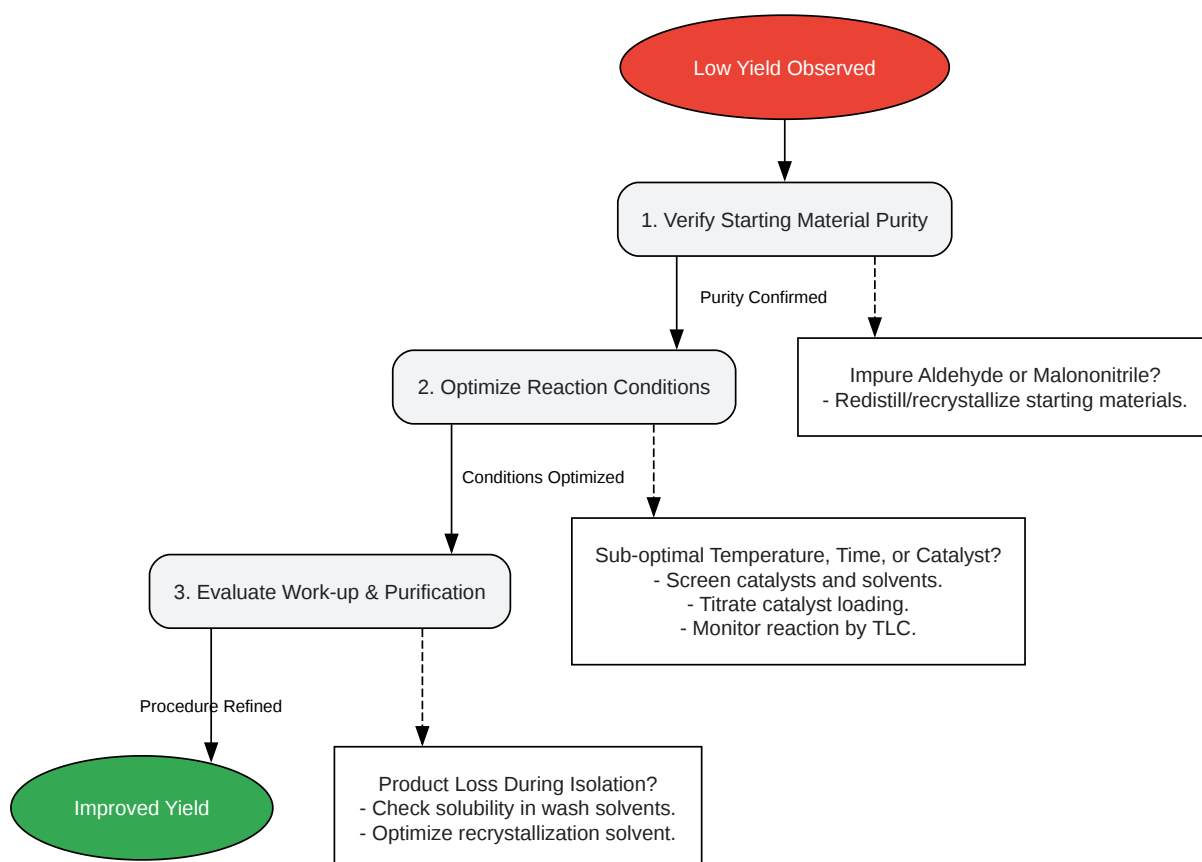 Low Yield Observed
1. Verify Starting Material Purity
Purity Confirmed
Impure Aldehyde or Malononitrile?
- Redistill/recrystallize starting materials.
2. Optimize Reaction Conditions
Conditions Optimized
Sub-optimal Temperature, Time, or Catalyst?
- Screen catalysts and solvents.
- Titrate catalyst loading.
- Monitor reaction by TLC.
3. Evaluate Work-up & Purification
Procedure Refined
Product Loss During Isolation?
- Check solubility in wash solvents.
- Optimize recrystallization solvent.
Improved Yield